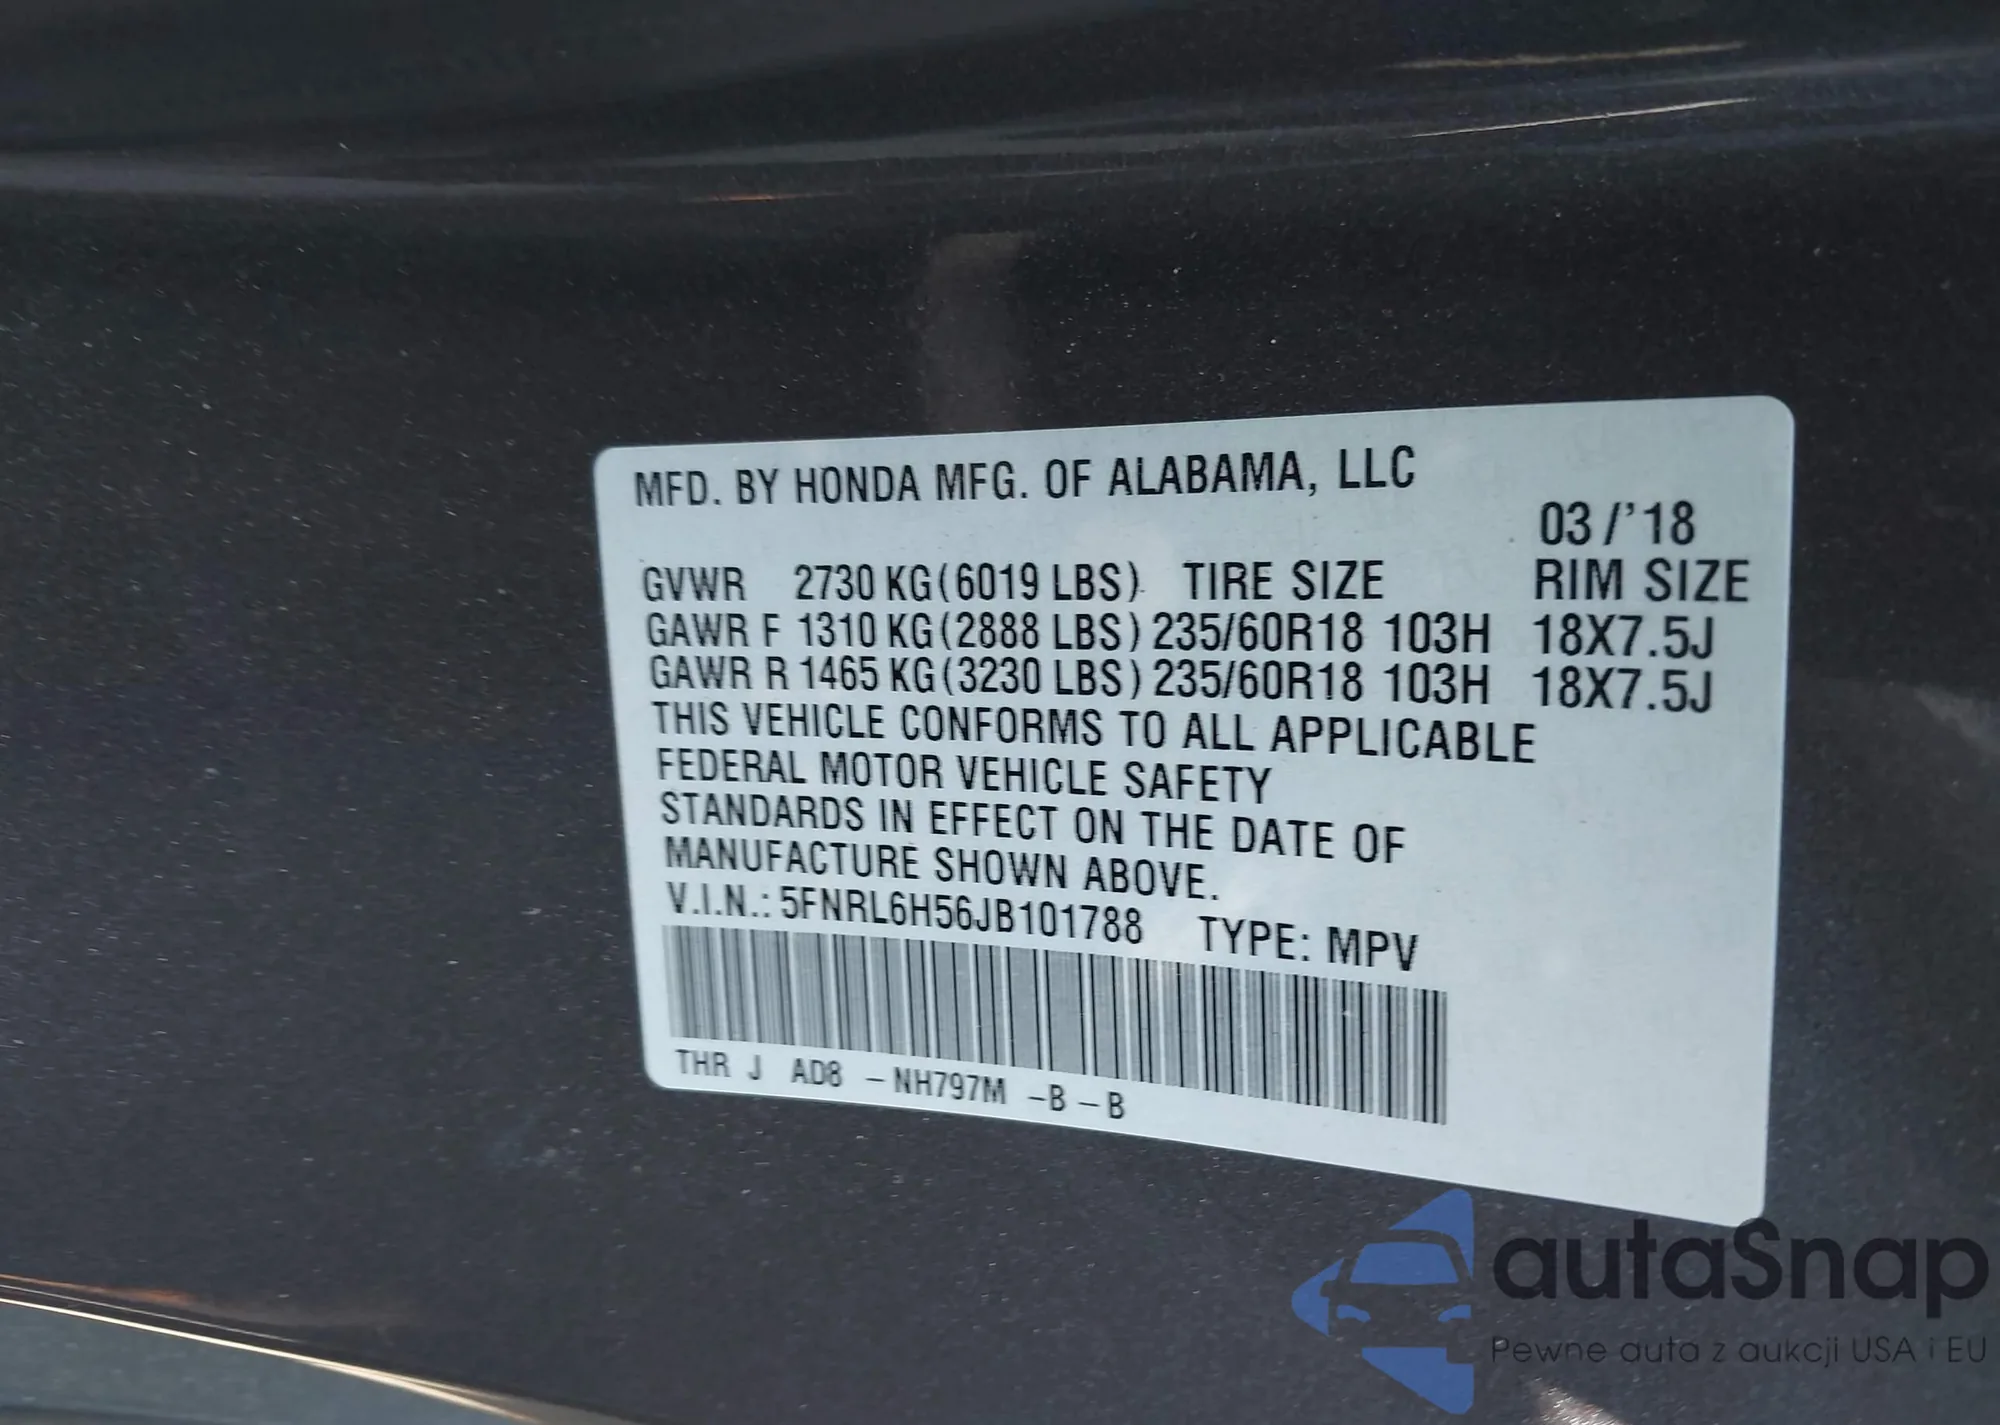 MFD. BY HONDA MFG. OF ALABAMA, LLC
03/'18
GVWR 2730 KG(6019 LBS) TIRE SIZE RIM SIZE
GAWR F 1310 KG(2888 LBS) 235/60R18 103H 18X7.5J
GAWR R 1465 KG(3230 LBS) 235/60R18 103H 18X7.5J
THIS VEHICLE CONFORMS TO ALL APPLICABLE
FEDERAL MOTOR VEHICLE SAFETY
STANDARDS IN EFFECT ON THE DATE OF
MANUFACTURE SHOWN ABOVE.
V.I.N.: 5FNRL6H56JB101788 TYPE: MPV
THR J AD8 -NH797M -B-B
autaSnap
Pewne auta z aukcji USA i EU